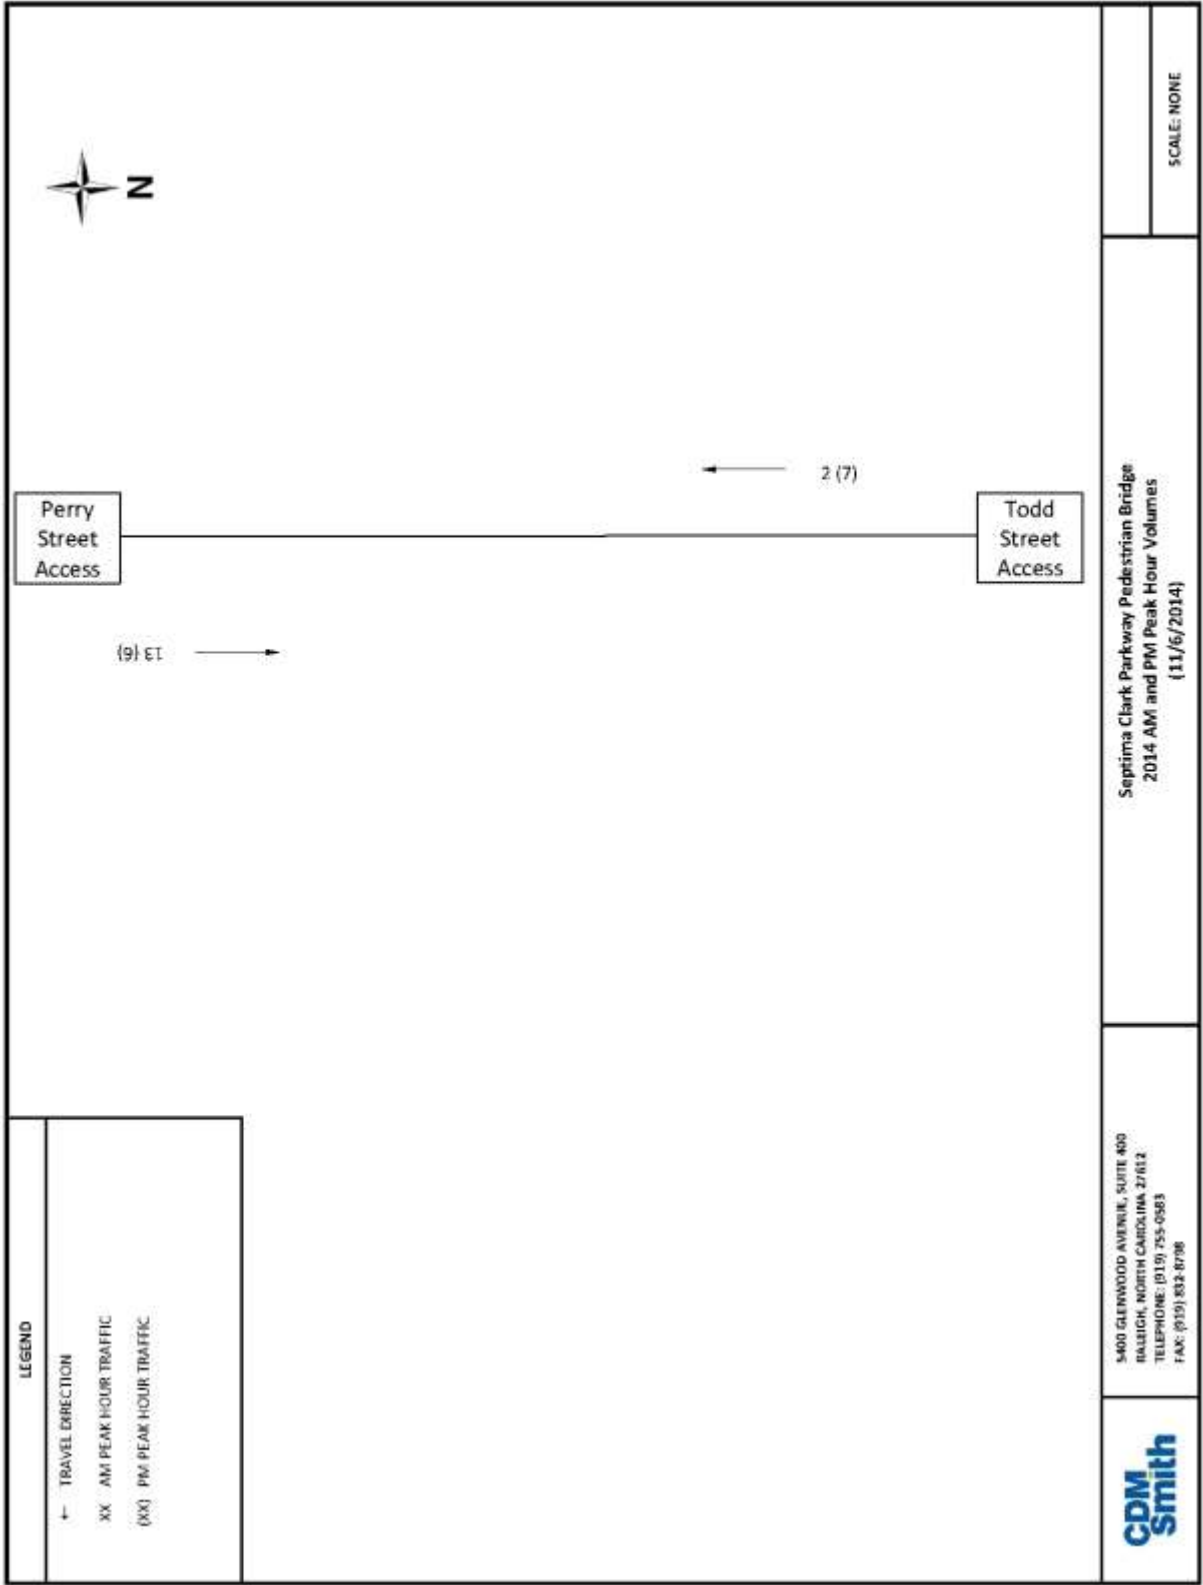 LEGEND
← TRAVEL DIRECTION
XX AM PEAK HOUR TRAFFIC
(XX) PM PEAK HOUR TRAFFIC
N
Perry
Street
Access
13 (6)
2 (7)
Todd
Street
Access
CDM
Smith
5400 GLENWOOD AVENUE, SUITE 400
RALEIGH, NORTH CAROLINA 27612
TELEPHONE: (919) 755-0583
FAX: (919) 832-8798
Septima Clark Parkway Pedestrian Bridge
2014 AM and PM Peak Hour Volumes
(11/6/2014)
SCALE: NONE